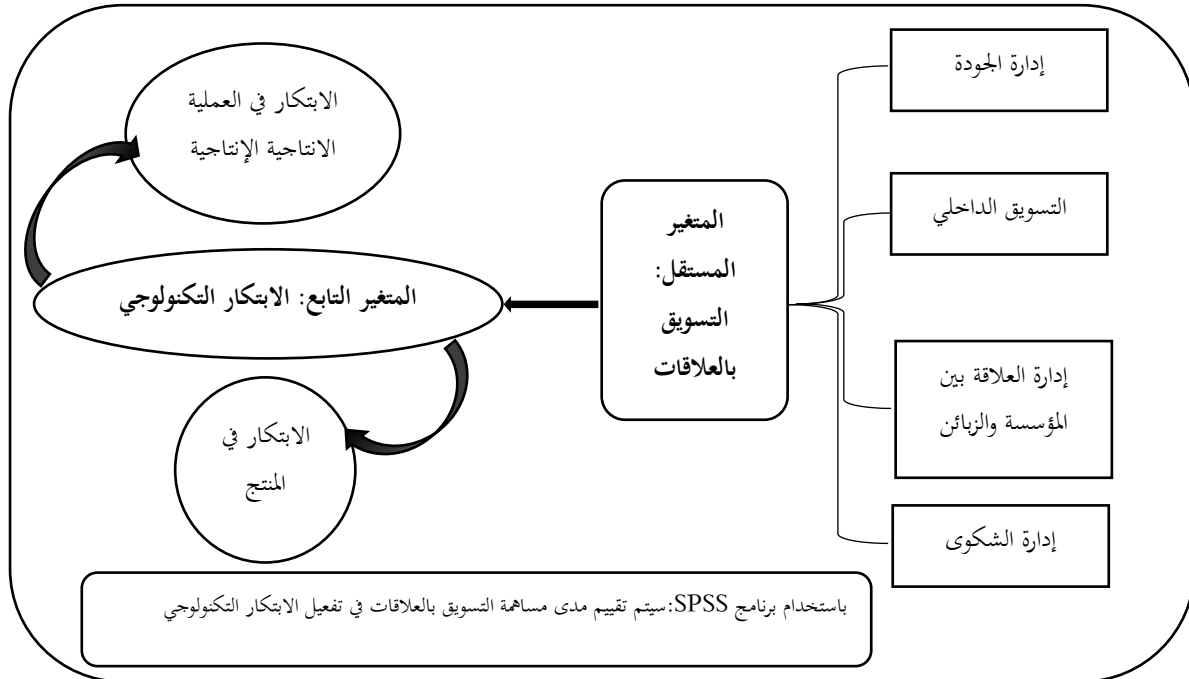 إدارة الجودة
التسويق الداخلي
إدارة العلاقة بين
المؤسسة والزبائن
إدارة الشكوى
المتغير
المستقل:
التسويق
بالعلاقات
الابتكار في العملية
الانتاجية الإنتاجية
المتغير التابع: الابتكار التكنولوجي
الابتكار في
المنتج
باستخدام برنامج SPSS:سيتم تقييم مدى مساهمة التسويق بالعلاقات في تفعيل الابتكار التكنولوجي